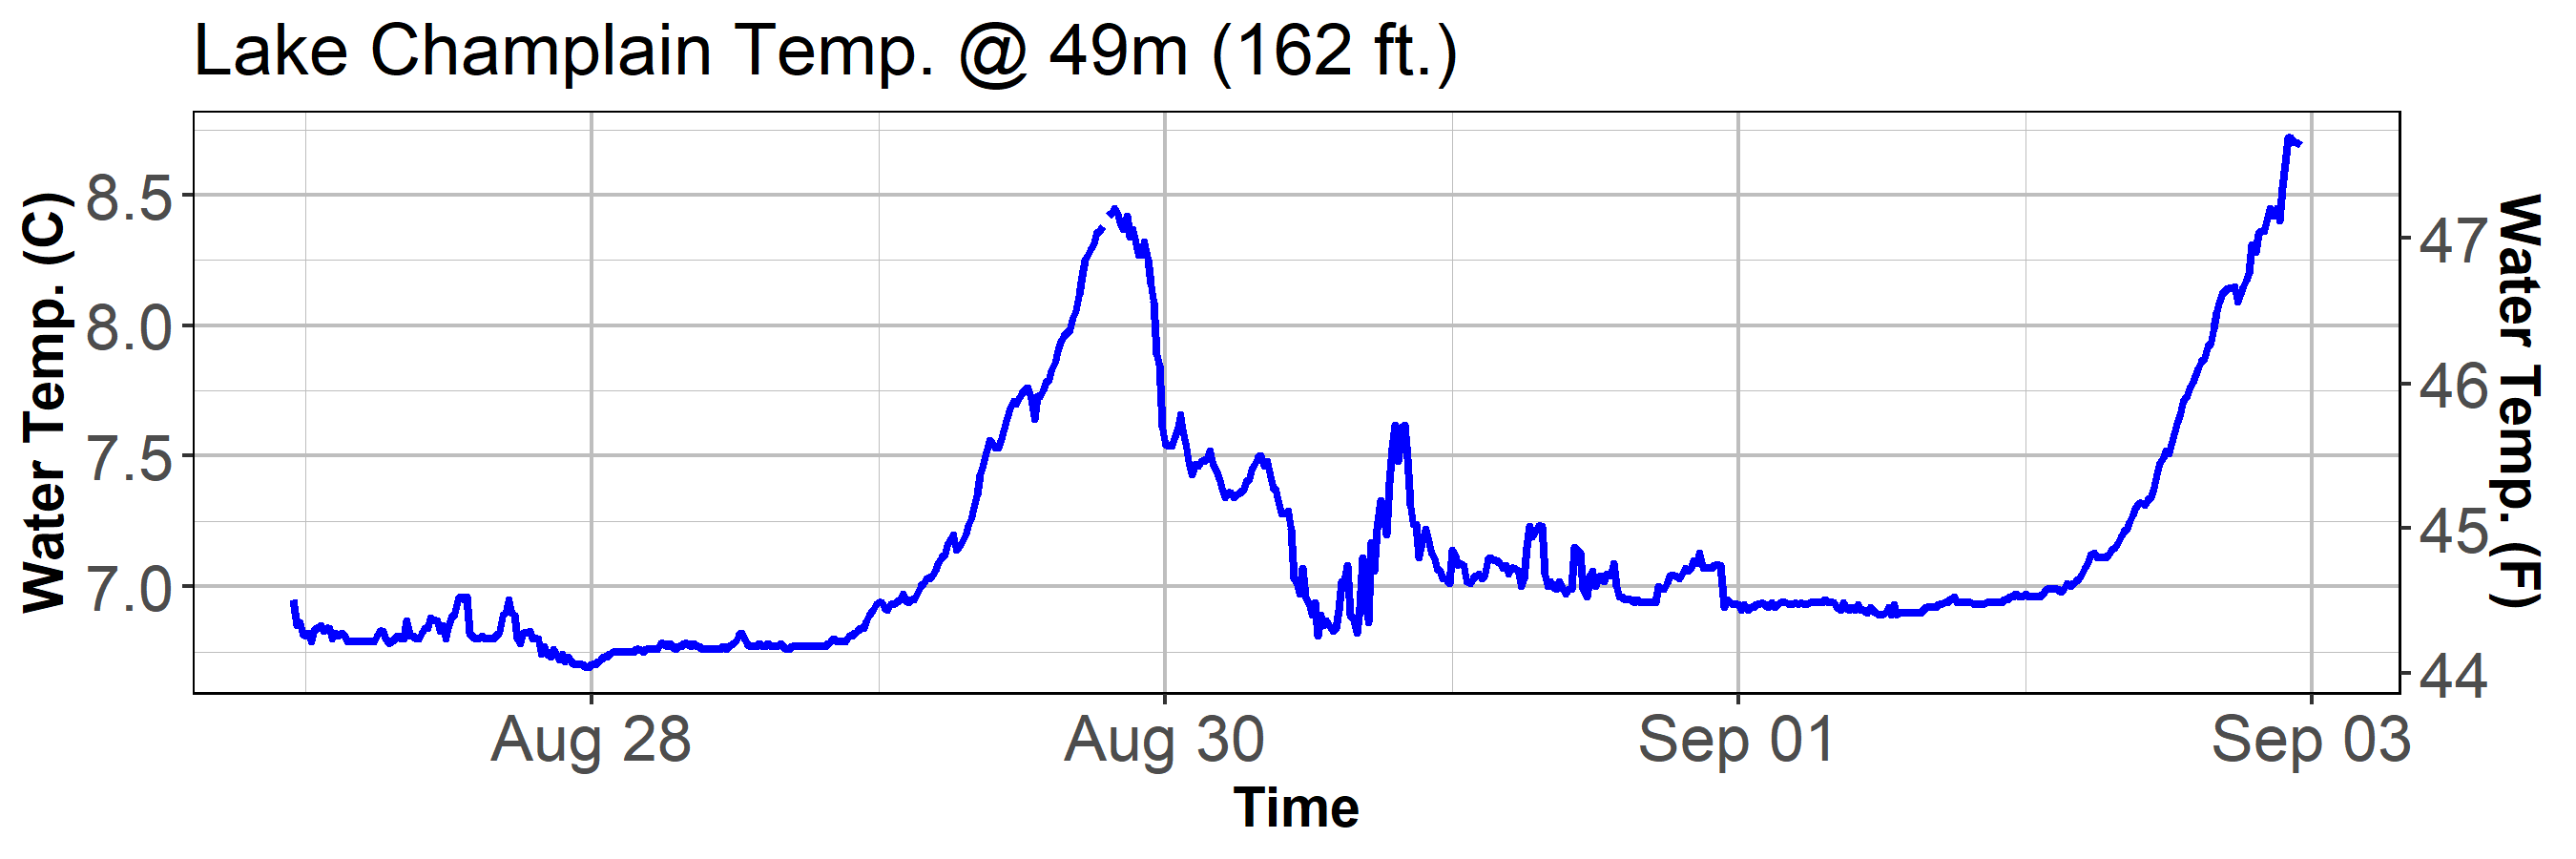 Lake Champlain Temp. @ 49m (162 ft.)
Water Temp. (C)
8.5
8.0
7.5
7.0
47
46
45
44
Water Temp. (F)
Aug 28
Aug 30
Sep 01
Sep 03
Time